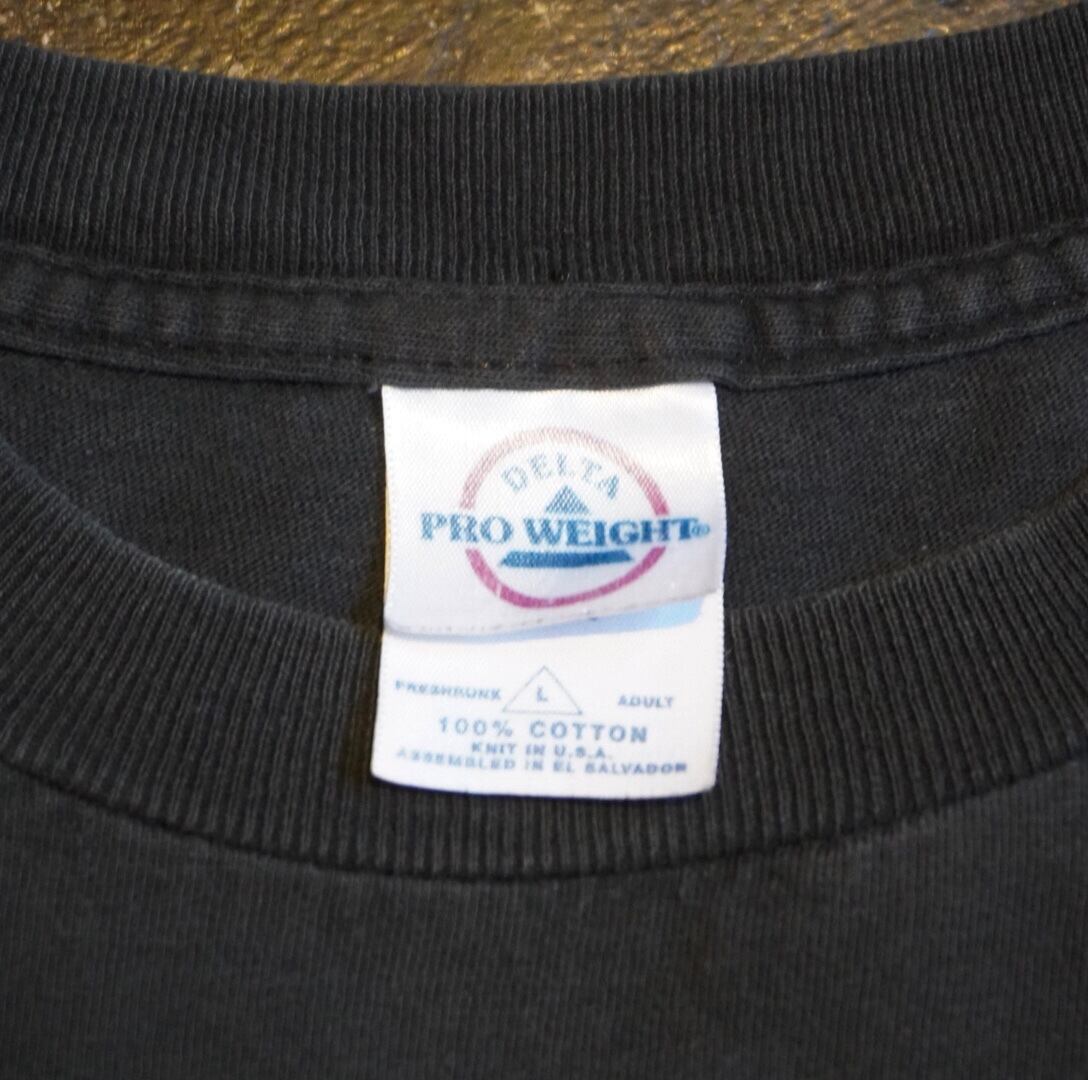 DELTA
PRO WEIGHT®
PRESHRUNK L ADULT
100% COTTON
KNIT IN U.S.A.
ASSEMBLED IN EL SALVADOR